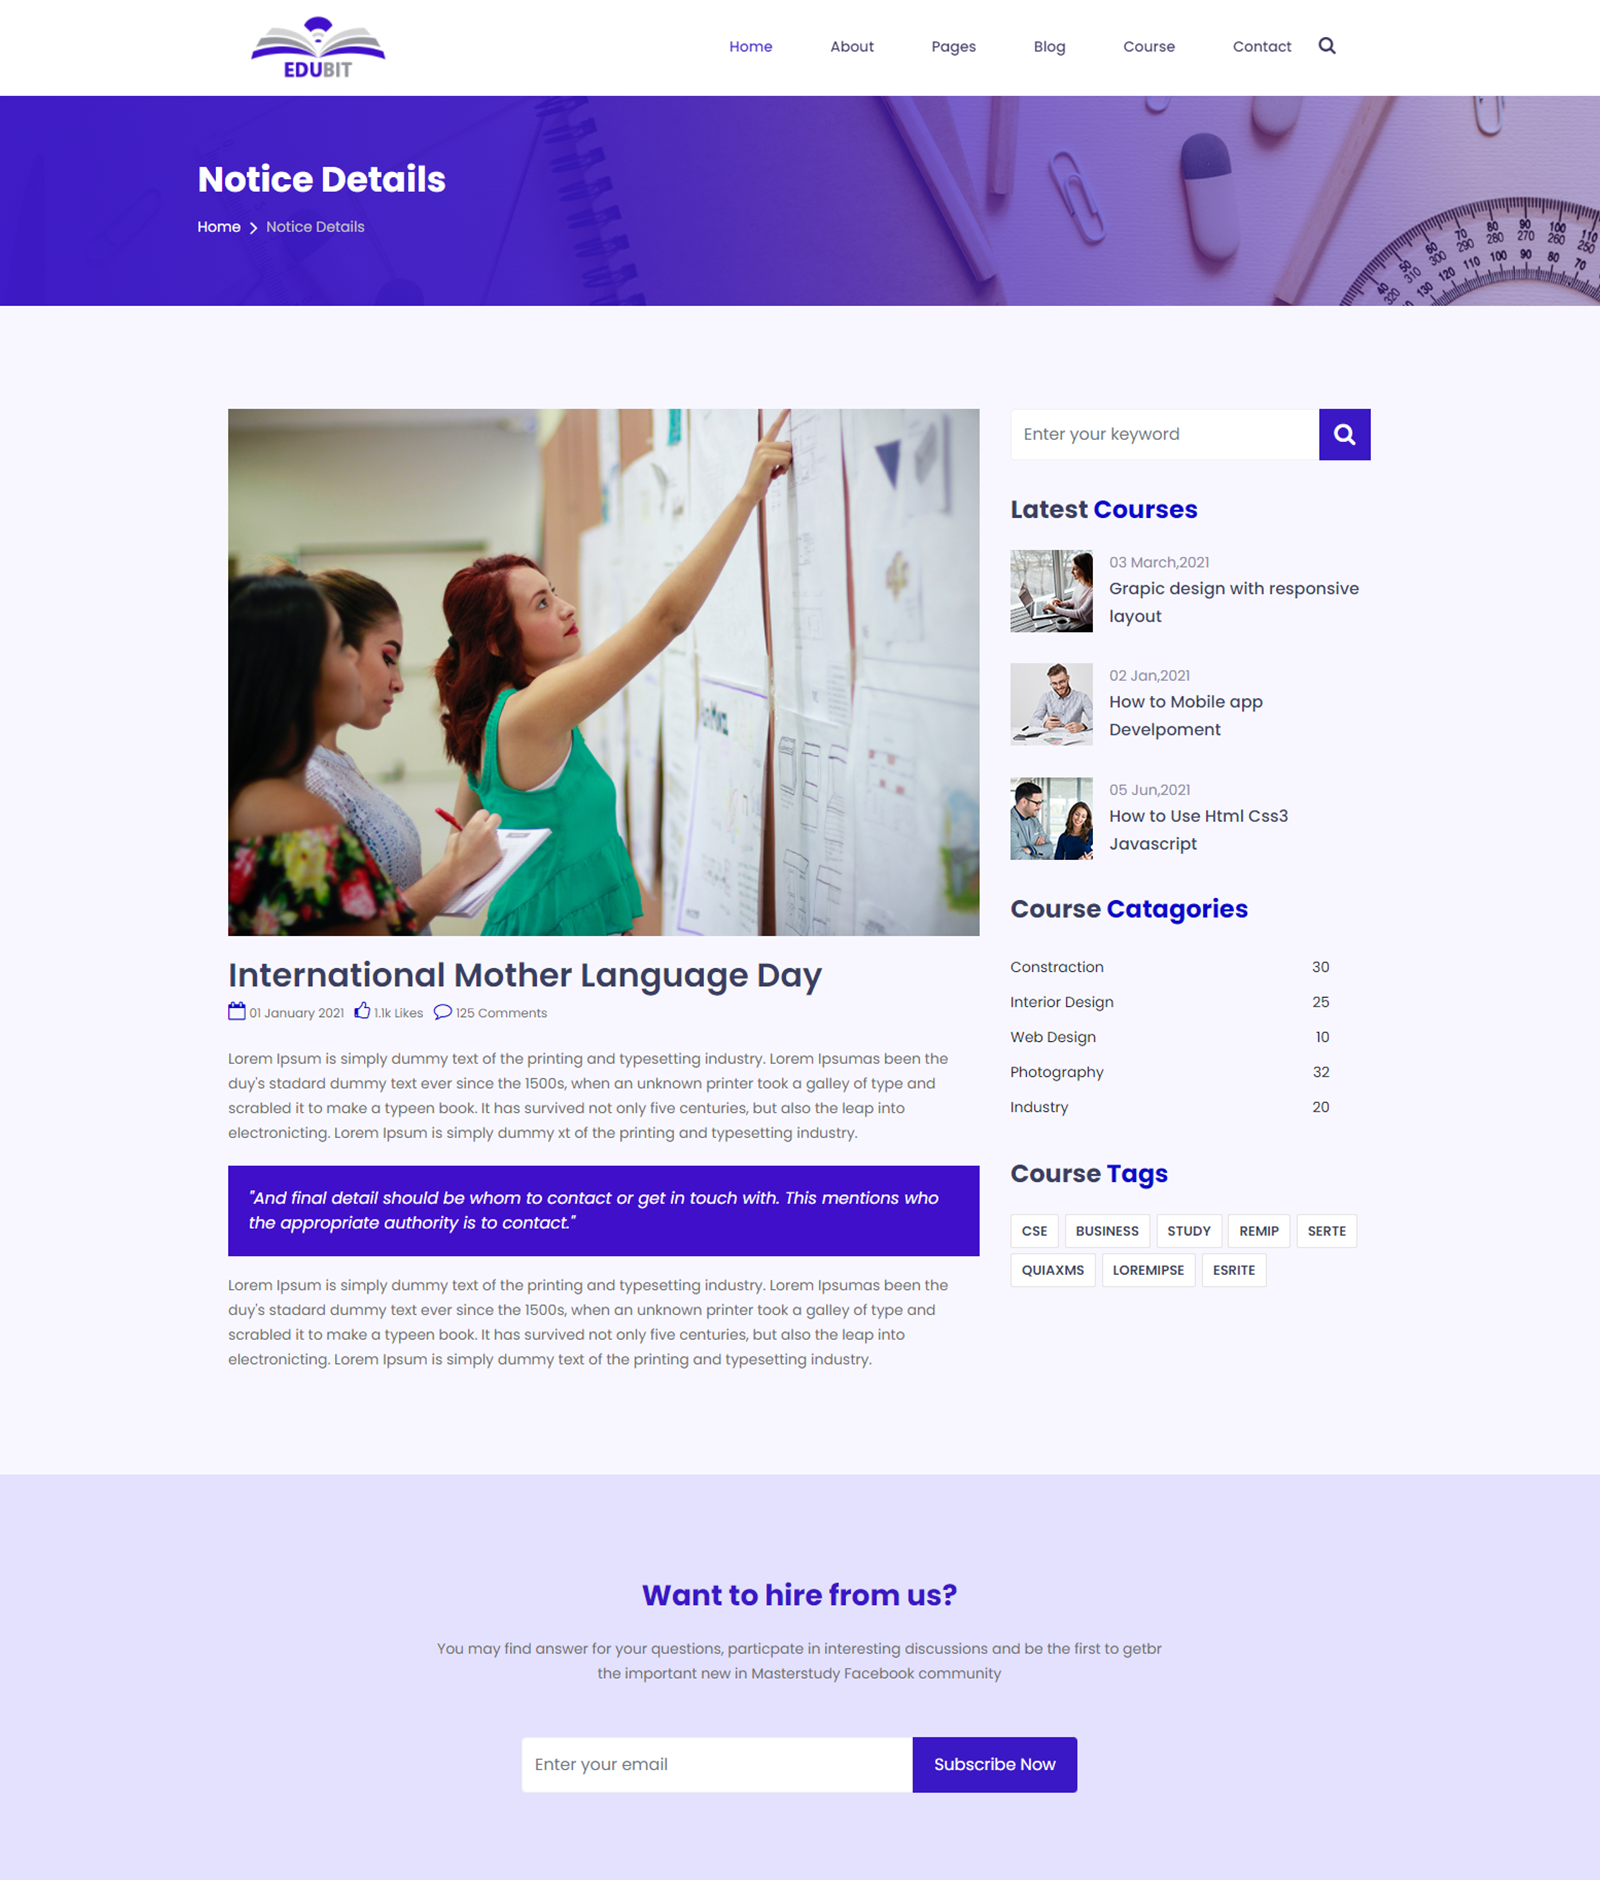 EDUBIT
Home About Pages Blog Course Contact
Notice Details
Home Notice Details
Enter your keyword
Latest Courses
03 March,2021
Grapic design with responsive
layout
02 Jan,2021
How to Mobile app
Develpoment
05 Jun,2021
How to Use Html Css3
Javascript
Course Catagories
Constraction 30
Interior Design 25
Web Design 10
Photography 32
Industry 20
Course Tags
CSE BUSINESS STUDY REMIP SERTE
QUIAXMS LOREMIPSE ESRITE
International Mother Language Day
01 January 2021 1.1k Likes 125 Comments
Lorem Ipsum is simply dummy text of the printing and typesetting industry. Lorem Ipsumas been the
duy's stadard dummy text ever since the 1500s, when an unknown printer took a galley of type and
scrabled it to make a typeen book. It has survived not only five centuries, but also the leap into
electronicting. Lorem Ipsum is simply dummy xt of the printing and typesetting industry.
"And final detail should be whom to contact or get in touch with. This mentions who
the appropriate authority is to contact."
Lorem Ipsum is simply dummy text of the printing and typesetting industry. Lorem Ipsumas been the
duy's stadard dummy text ever since the 1500s, when an unknown printer took a galley of type and
scrabled it to make a typeen book. It has survived not only five centuries, but also the leap into
electronicting. Lorem Ipsum is simply dummy text of the printing and typesetting industry.
Want to hire from us?
You may find answer for your questions, particpate in interesting discussions and be the first to getbr
the important new in Masterstudy Facebook community
Enter your email
Subscribe Now